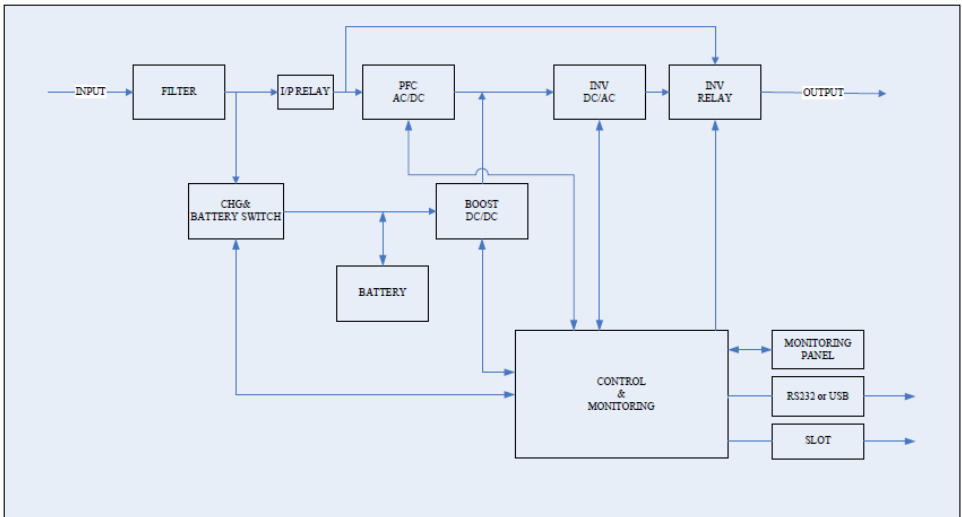 INPUT
FILTER
I/P RELAY
PFC
AC/DC
INV
DC/AC
INV
RELAY
OUTPUT
CHG&
BATTERY SWITCH
BOOST
DC/DC
BATTERY
CONTROL
&
MONITORING
MONITORING
PANEL
RS232 or USB
SLOT